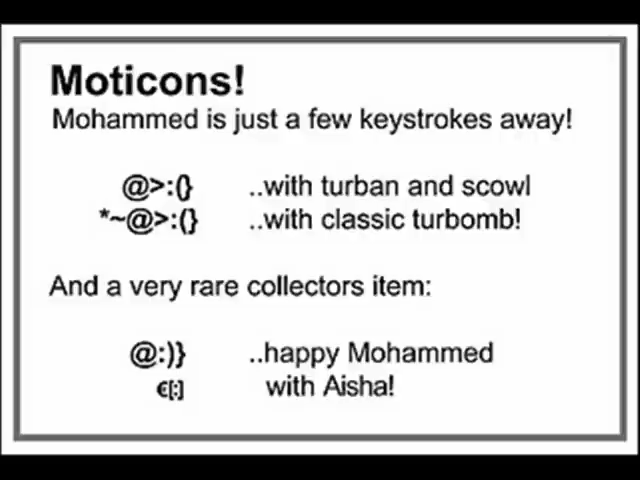 Moticons!
Mohammed is just a few keystrokes away!
@>:(} ..with turban and scowl
*~@>:(} ..with classic turbomb!
And a very rare collectors item:
@:)} ..happy Mohammed
€[:] with Aisha!